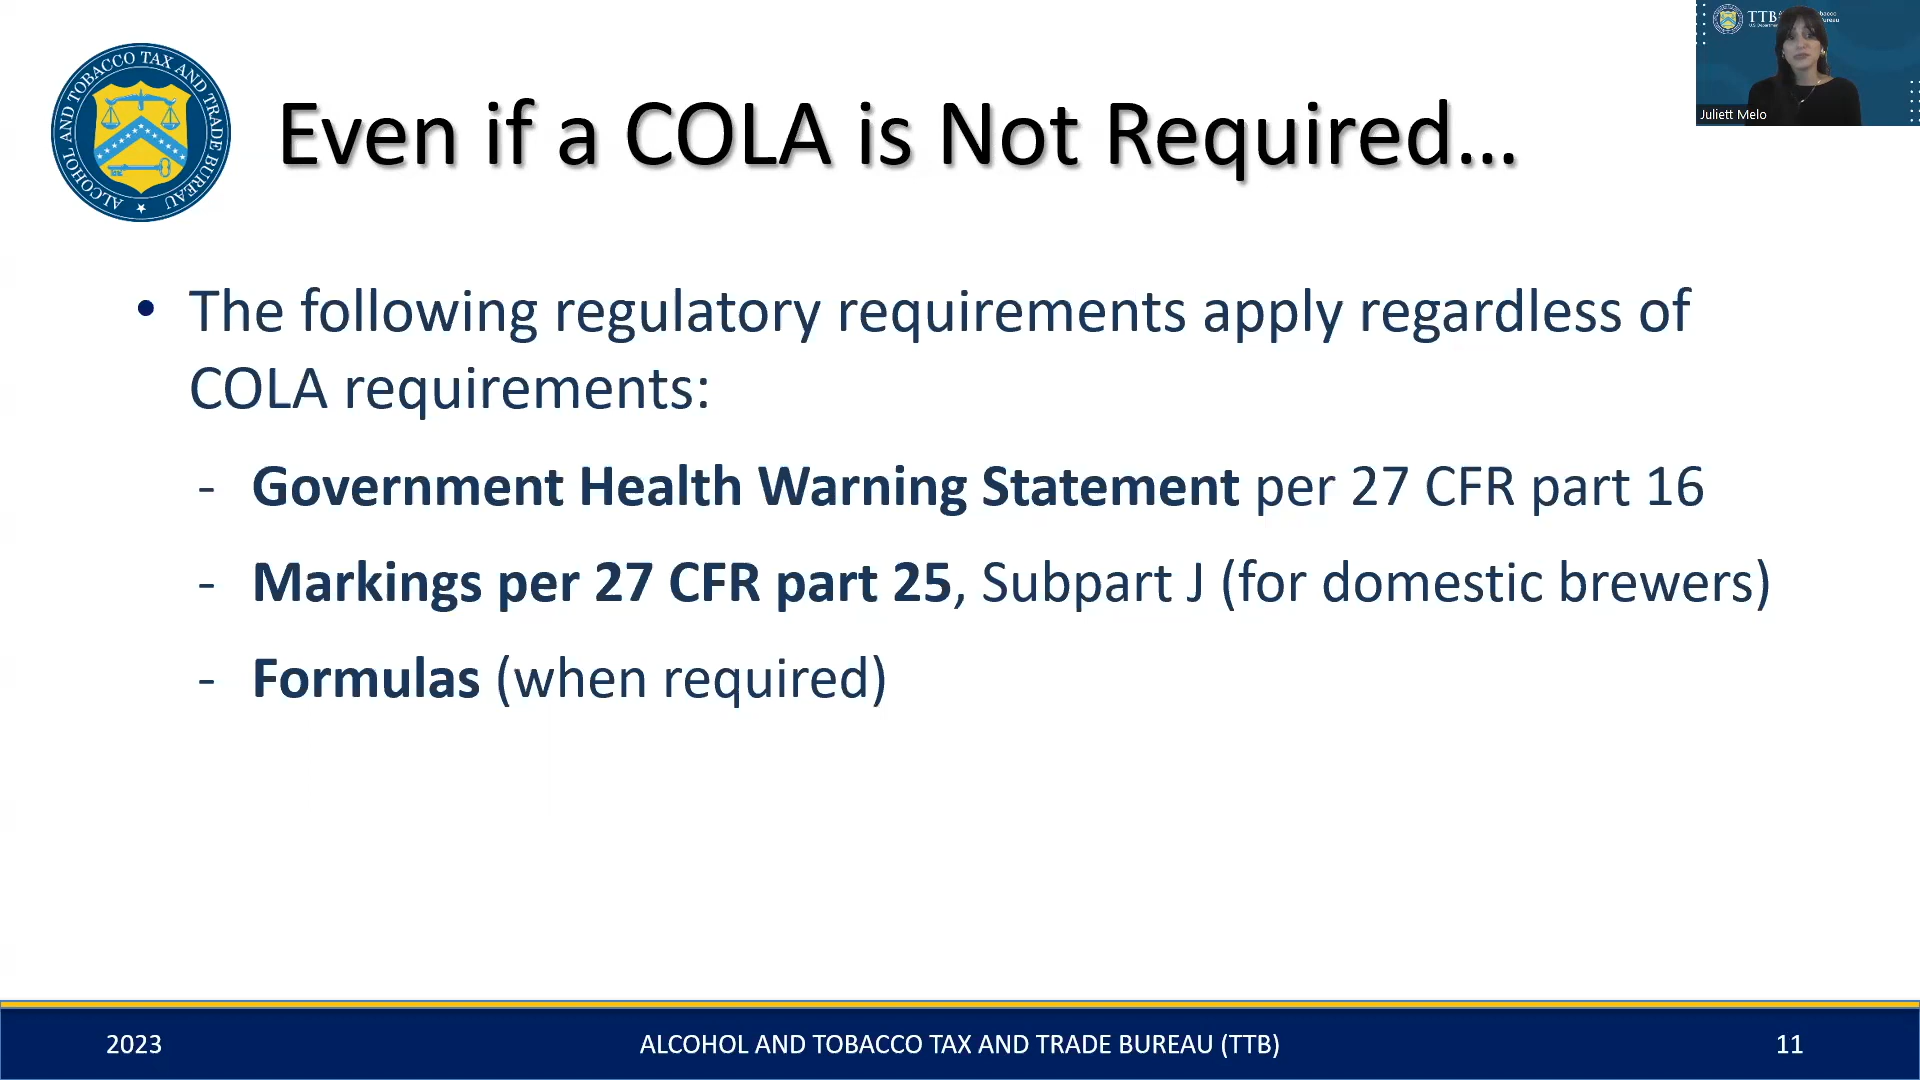 ALCOHOL AND TOBACCO TAX AND TRADE BUREAU
TTB
Juliett Melo
Even if a COLA is Not Required...
• The following regulatory requirements apply regardless of
COLA requirements:
- Government Health Warning Statement per 27 CFR part 16
- Markings per 27 CFR part 25, Subpart J (for domestic brewers)
- Formulas (when required)
2023
ALCOHOL AND TOBACCO TAX AND TRADE BUREAU (TTB)
11